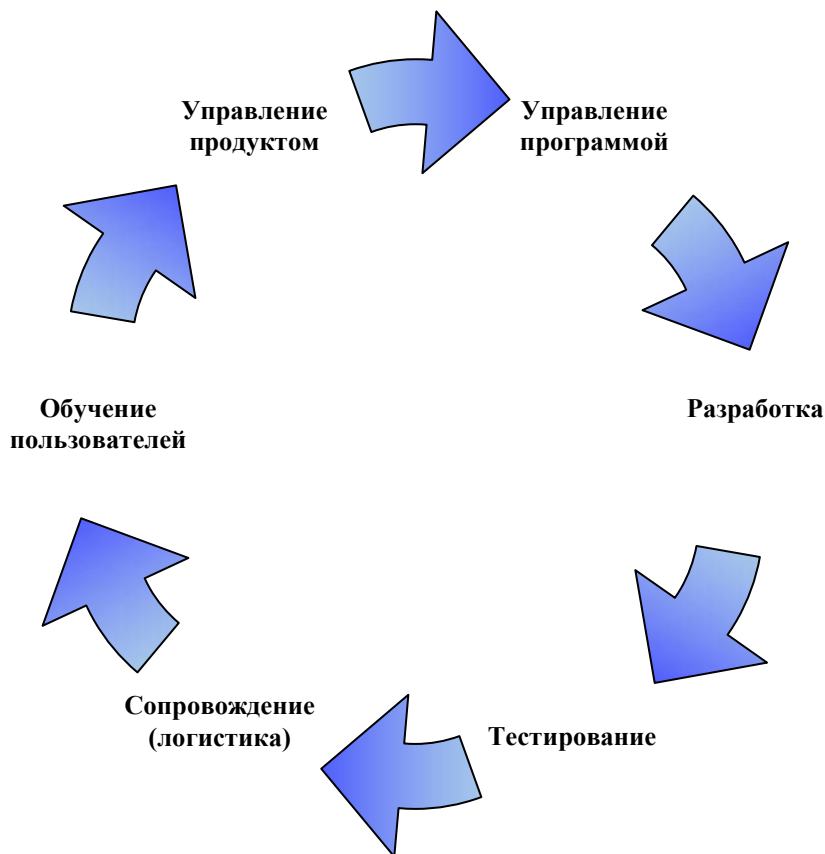 Управление
продуктом
Управление
программой
Разработка
Тестирование
Сопровождение
(логистика)
Обучение
пользователей